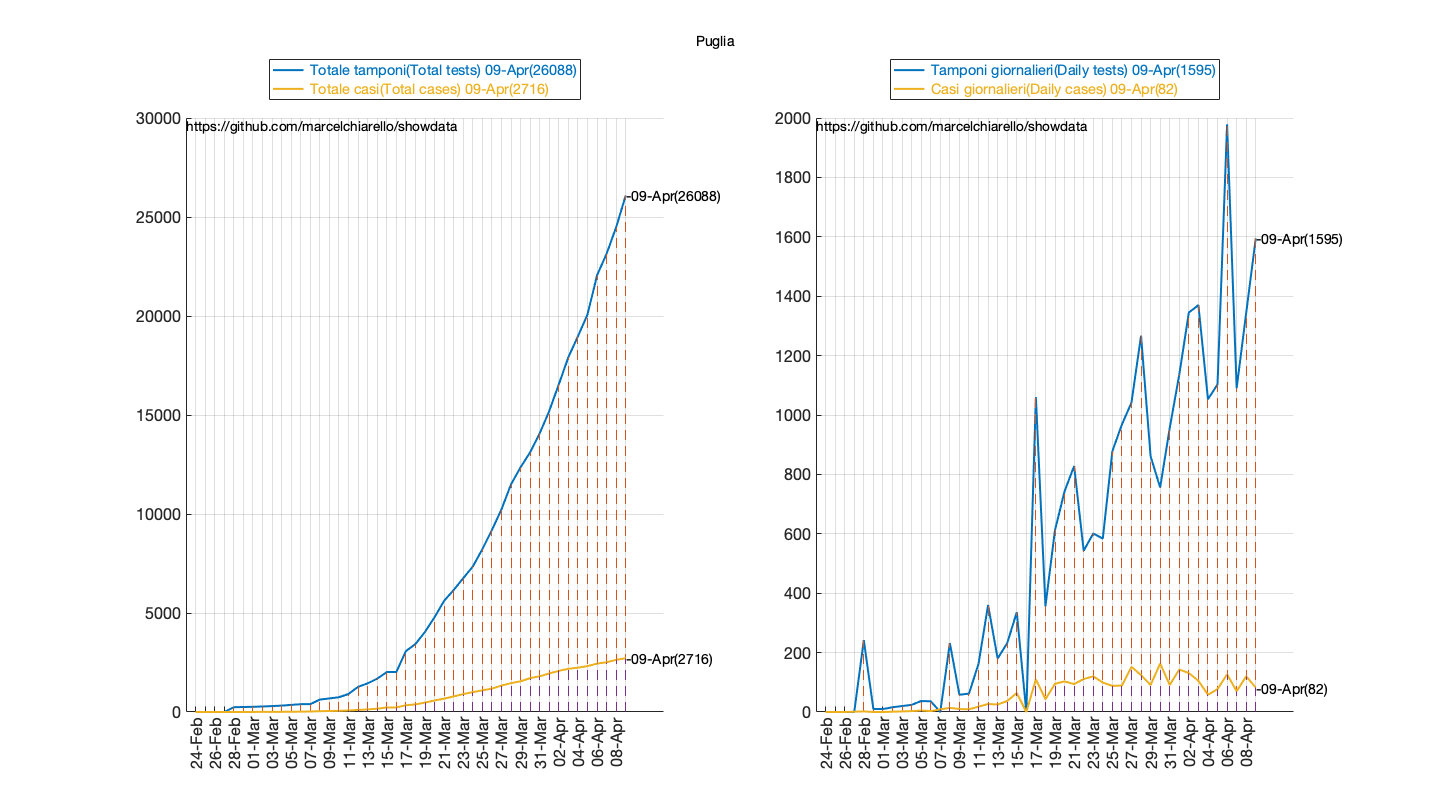 Puglia
Totale tamponi(Total tests) 09-Apr(26088)
Totale casi(Total cases) 09-Apr(2716)
https://github.com/marcelchiarello/showdata
30000
25000
20000
15000
10000
5000
0
-09-Apr(26088)
-09-Apr(2716)
24-Feb
26-Feb
28-Feb
01-Mar
03-Mar
05-Mar
07-Mar
09-Mar
11-Mar
13-Mar
15-Mar
17-Mar
19-Mar
21-Mar
23-Mar
25-Mar
27-Mar
29-Mar
31-Mar
02-Apr
04-Apr
06-Apr
08-Apr
Tamponi giornalieri(Daily tests) 09-Apr(1595)
Casi giornalieri(Daily cases) 09-Apr(82)
https://github.com/marcelchiarello/showdata
2000
1800
1600
1400
1200
1000
800
600
400
200
0
-09-Apr(1595)
-09-Apr(82)
24-Feb
26-Feb
28-Feb
01-Mar
03-Mar
05-Mar
07-Mar
09-Mar
11-Mar
13-Mar
15-Mar
17-Mar
19-Mar
21-Mar
23-Mar
25-Mar
27-Mar
29-Mar
31-Mar
02-Apr
04-Apr
06-Apr
08-Apr